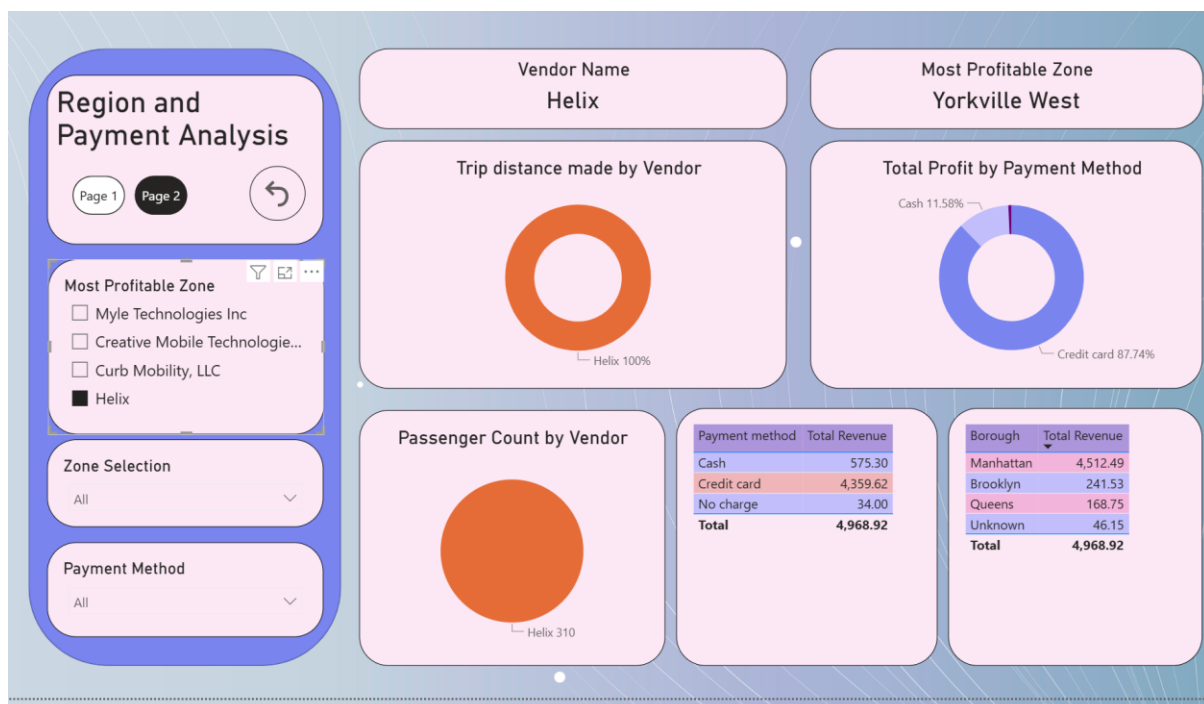 Region and
Payment Analysis
Page 1
Page 2
Most Profitable Zone
Myle Technologies Inc
Creative Mobile Technologie...
Curb Mobility, LLC
Helix
Zone Selection
All
Payment Method
All
Vendor Name
Helix
Most Profitable Zone
Yorkville West
Trip distance made by Vendor
Helix 100%
Total Profit by Payment Method
Cash 11.58%
Credit card 87.74%
Passenger Count by Vendor
Helix 310
Payment method Total Revenue
Cash 575.30
Credit card 4,359.62
No charge 34.00
Total 4,968.92
Borough Total Revenue
Manhattan 4,512.49
Brooklyn 241.53
Queens 168.75
Unknown 46.15
Total 4,968.92